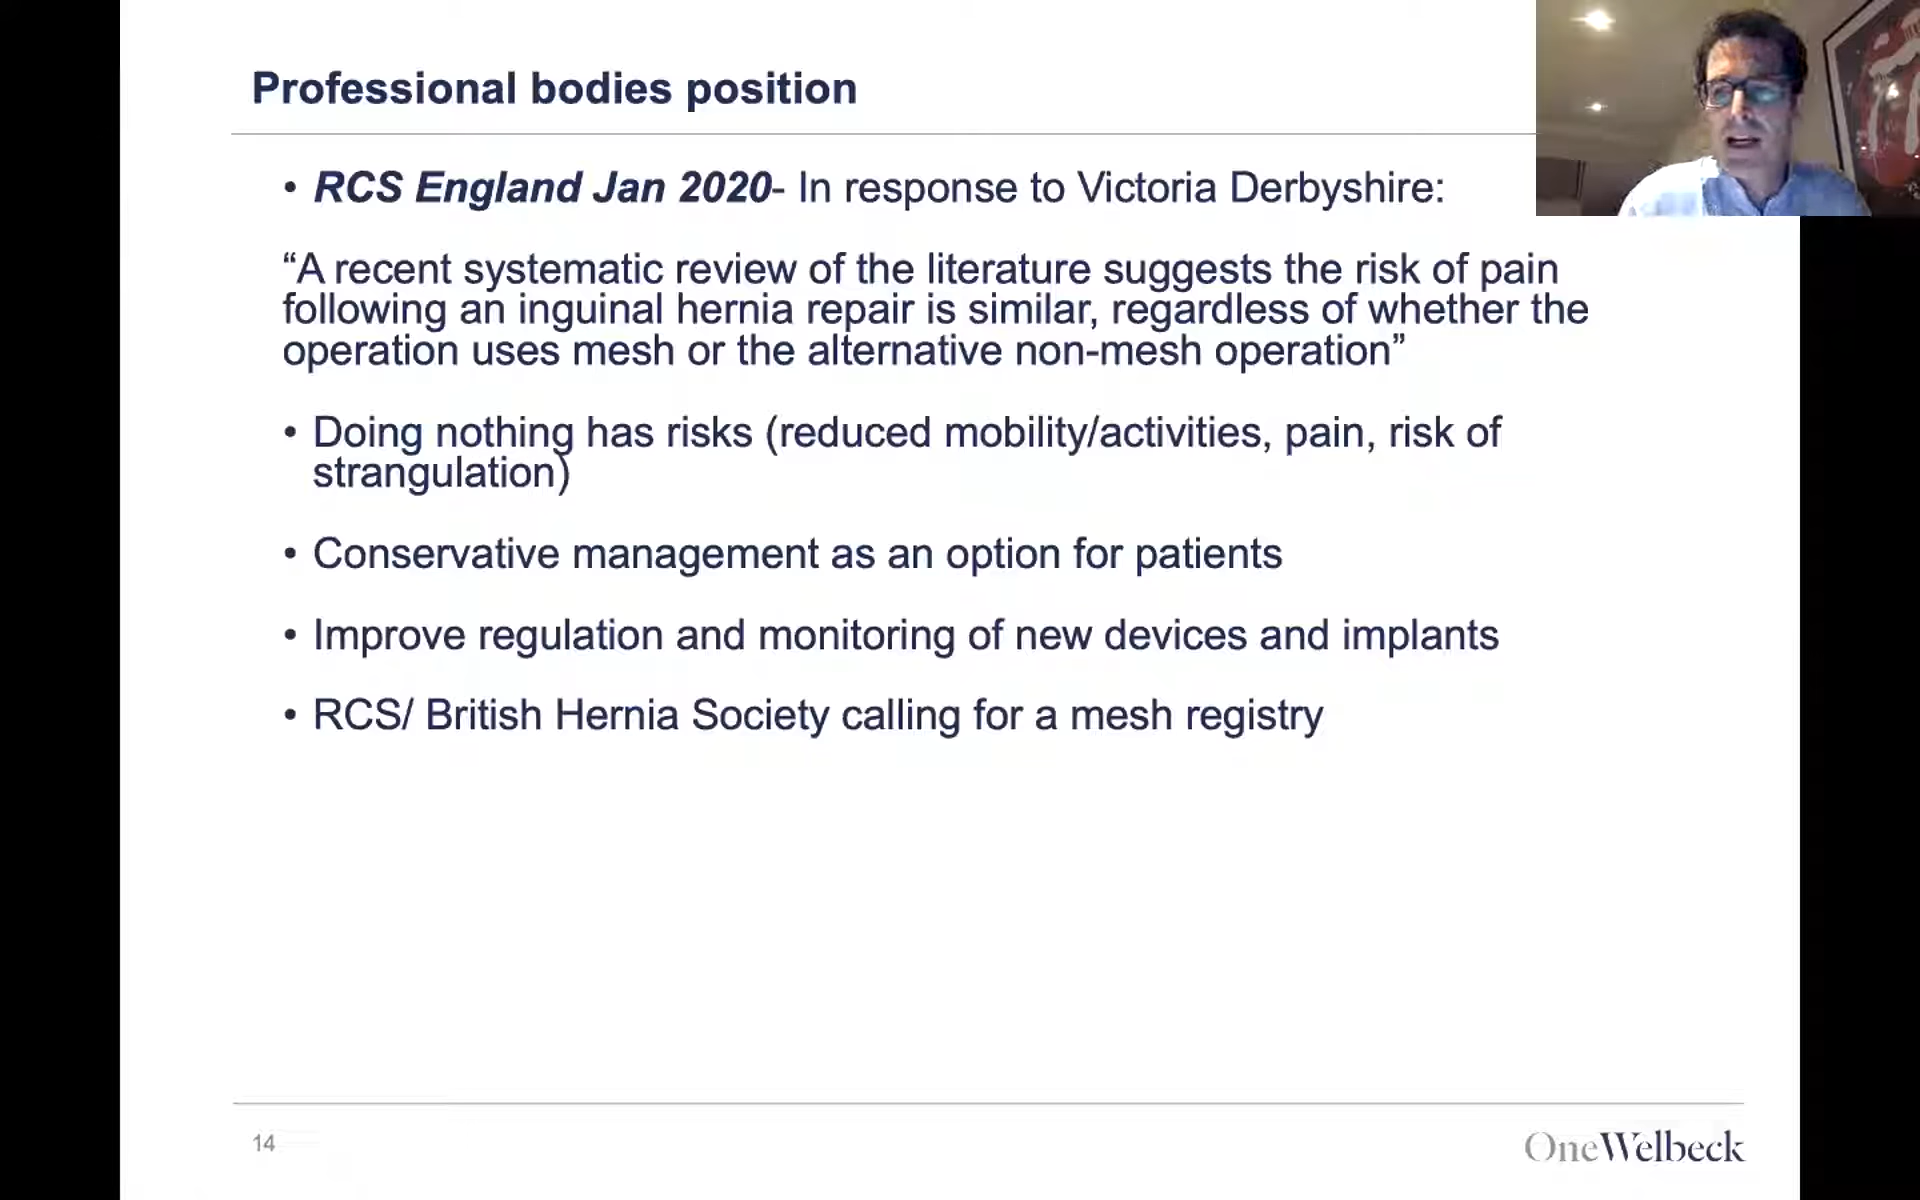 Professional bodies position
• RCS England Jan 2020- In response to Victoria Derbyshire:
“A recent systematic review of the literature suggests the risk of pain
following an inguinal hernia repair is similar, regardless of whether the
operation uses mesh or the alternative non-mesh operation”
• Doing nothing has risks (reduced mobility/activities, pain, risk of
strangulation)
• Conservative management as an option for patients
• Improve regulation and monitoring of new devices and implants
• RCS/ British Hernia Society calling for a mesh registry
14
OneWelbeck